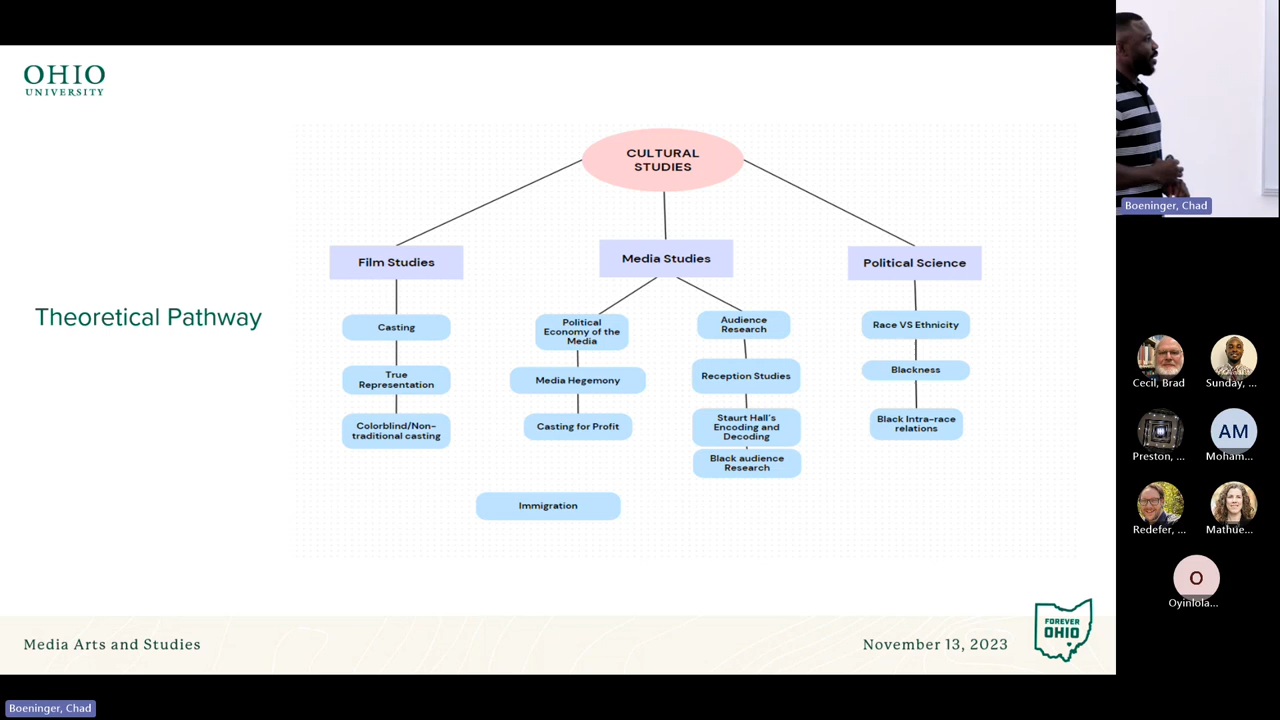 OHIO
UNIVERSITY
Theoretical Pathway
CULTURAL
STUDIES
Film Studies
Casting
True
Representation
Colorblind/Non-
traditional casting
Media Studies
Political
Economy of the
Media
Media Hegemony
Casting for Profit
Audience
Research
Reception Studies
Staurt Hall's
Encoding and
Decoding
Black audience
Research
Political Science
Race VS Ethnicity
Blackness
Black Intra-race
relations
Immigration
Media Arts and Studies
November 13, 2023
FOREVER
OHIO
Boeninger, Chad
Boeninger, Chad
Cecil, Brad
Sunday, ...
Preston, ...
AM
Moham...
Redefer, ...
Mathue...
O
Oyinlola...